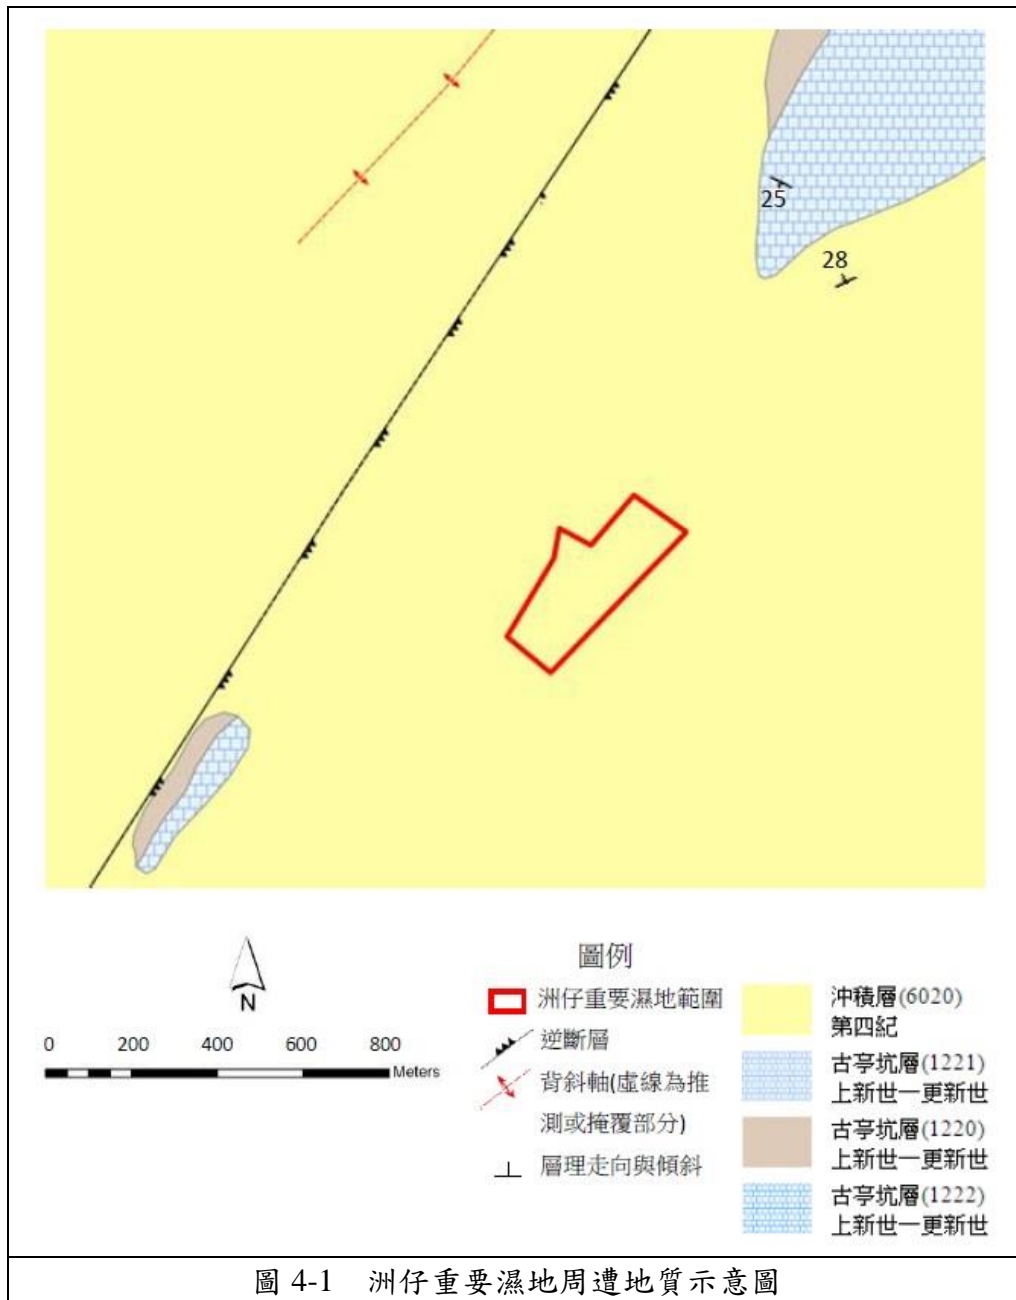 25
28
N
0 200 400 600 800
Meters
圖例
洲仔重要濕地範圍
逆斷層
背斜軸(虛線為推
測或掩覆部分)
層理走向與傾斜
沖積層(6020)
第四紀
古亭坑層(1221)
上新世—更新世
古亭坑層(1220)
上新世—更新世
古亭坑層(1222)
上新世—更新世
圖 4-1 洲仔重要濕地周遭地質示意圖